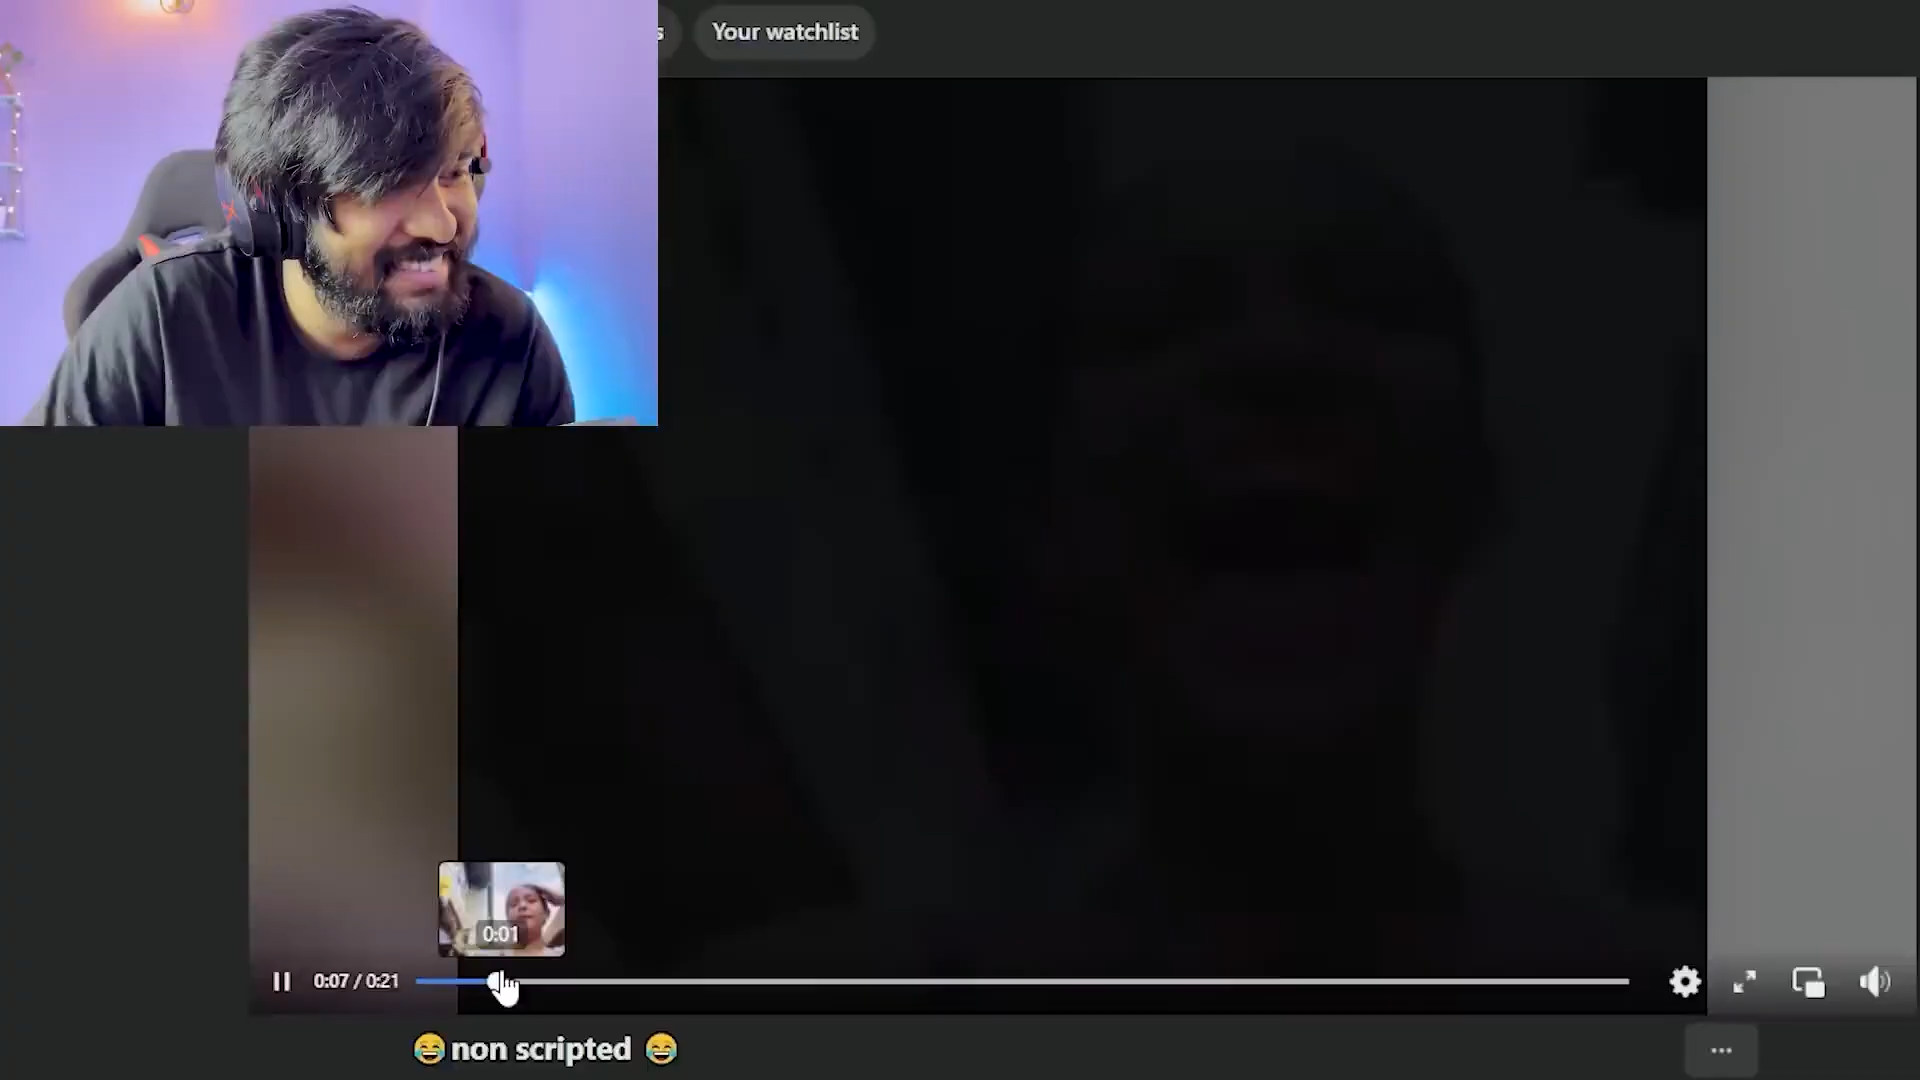 s
Your watchlist
0:01
0:07 / 0:21
😂 non scripted 😂